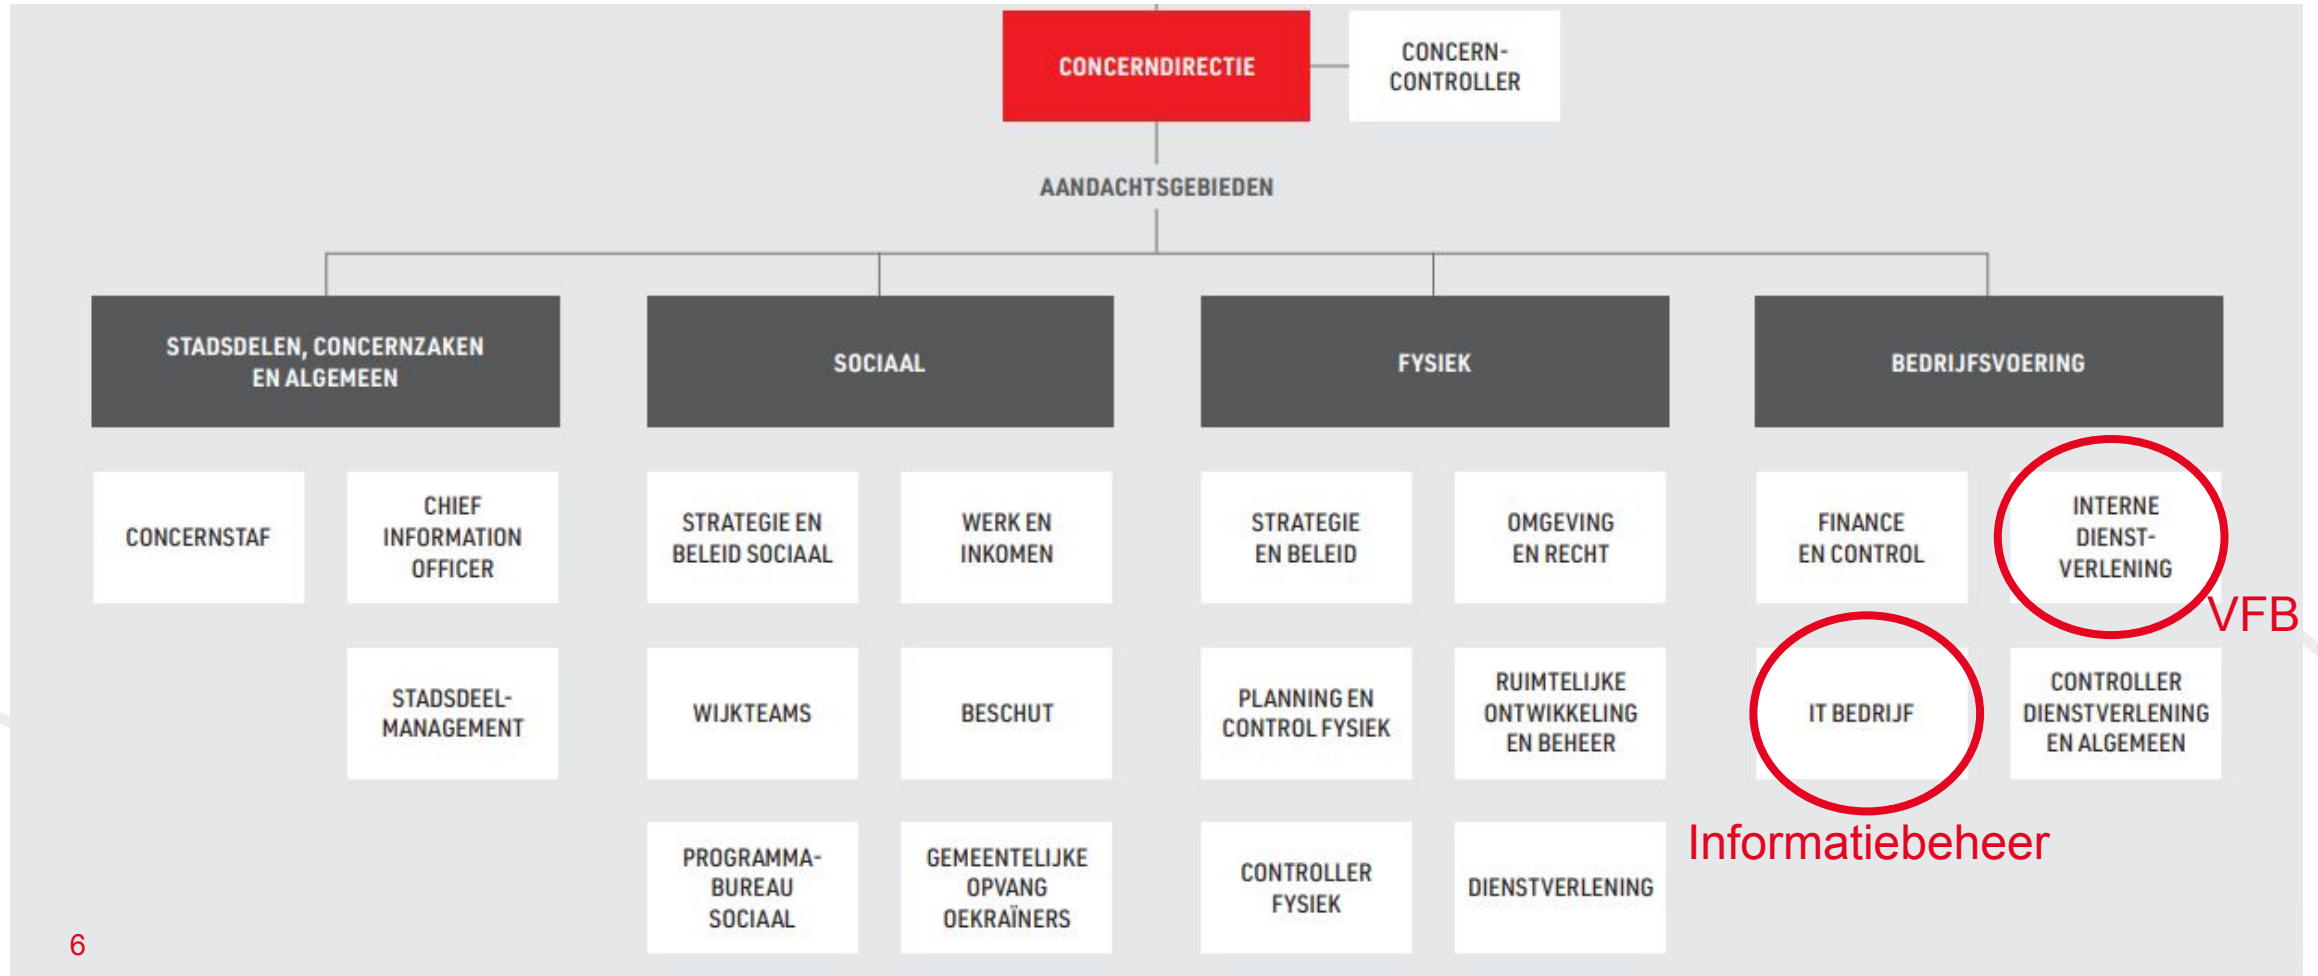 CONCERNDIRECTIE
CONCERN-
CONTROLLER
AANDACHTSGEBIEDEN
STADSDELEN, CONCERNZAKEN
EN ALGEMEEN
SOCIAAL
FYSIEK
BEDRIJFSVOERING
CONCERNSTAF
CHIEF
INFORMATION
OFFICER
STRATEGIE EN
BELEID SOCIAAL
WERK EN
INKOMEN
STRATEGIE
EN BELEID
OMGEVING
EN RECHT
FINANCE
EN CONTROL
INTERNE
DIENST-
VERLENING
VFB
STADSDEEL-
MANAGEMENT
WIJKTEAMS
BESCHUT
PLANNING EN
CONTROL FYSIEK
RUIMTELIJKE
ONTWIKKELING
EN BEHEER
IT BEDRIJF
CONTROLLER
DIENSTVERLENING
EN ALGEMEEN
Informatiebeheer
PROGRAMMA-
BUREAU
SOCIAAL
GEMEENTELIJKE
OPVANG
OEKRAÏNERS
CONTROLLER
FYSIEK
DIENSTVERLENING
6